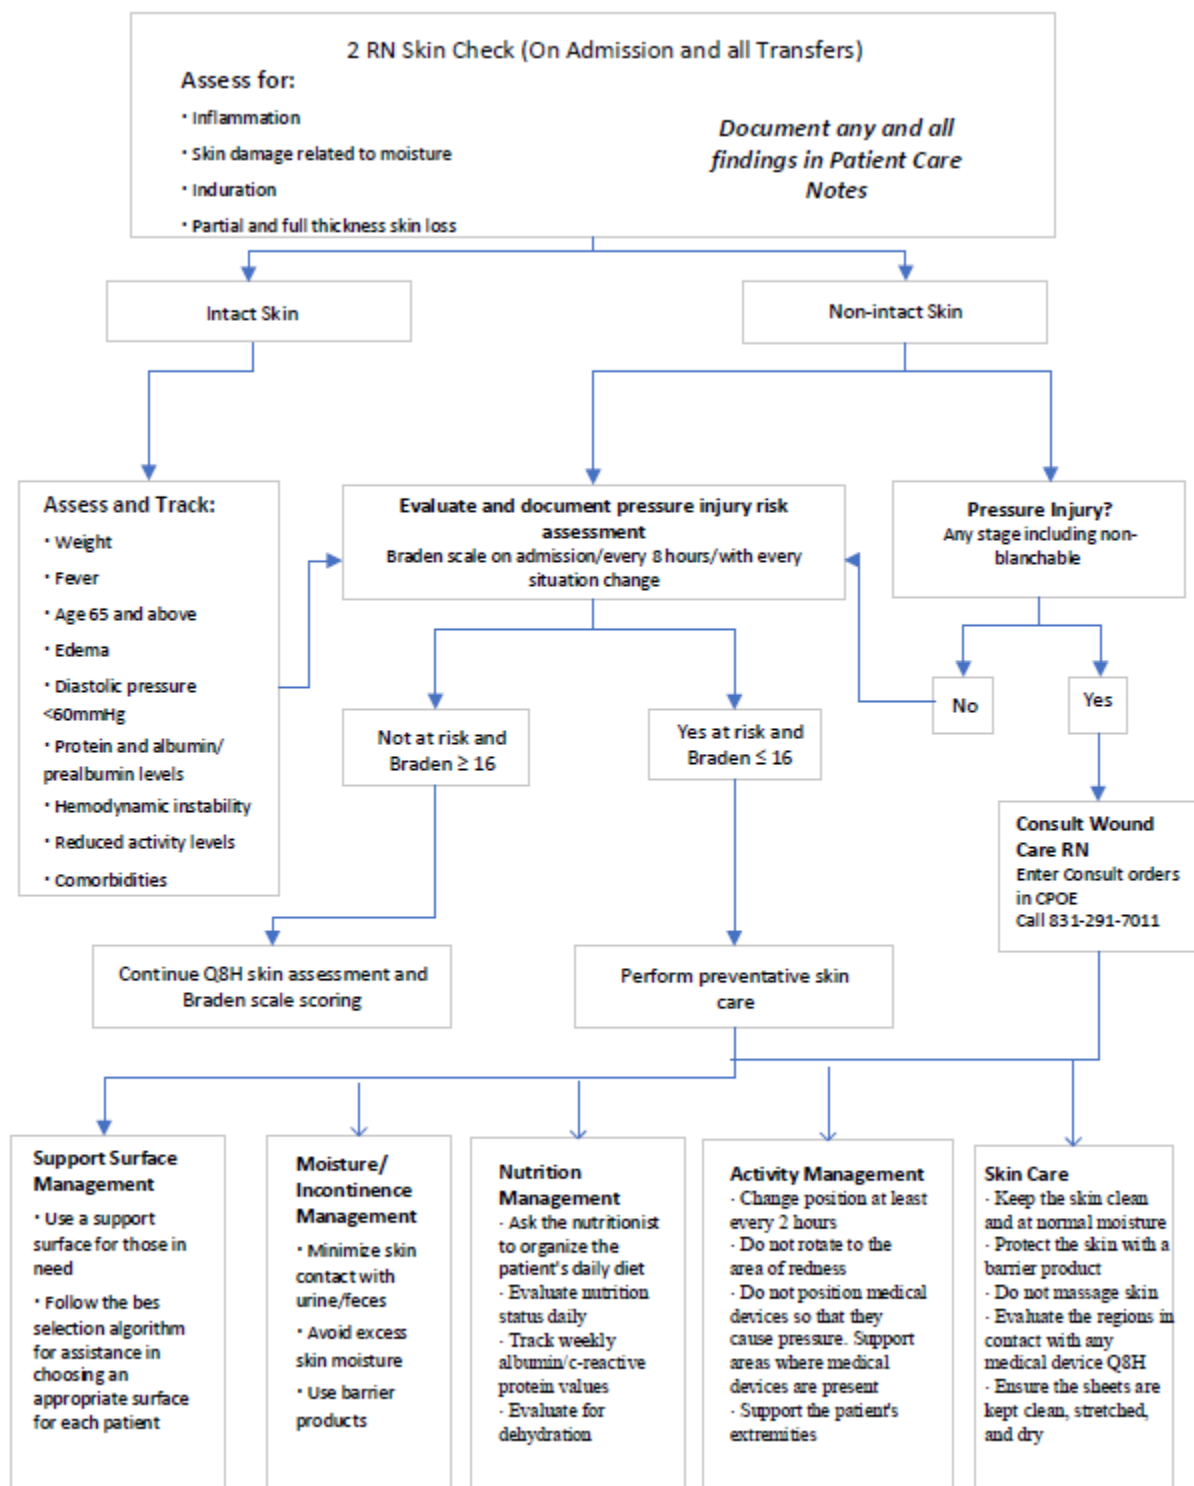 2 RN Skin Check (On Admission and all Transfers)
Assess for:
· Inflammation
· Skin damage related to moisture
· Induration
· Partial and full thickness skin loss
Document any and all
findings in Patient Care
Notes
Intact Skin
Non-intact Skin
Assess and Track:
· Weight
· Fever
· Age 65 and above
· Edema
· Diastolic pressure
<60mmHg
· Protein and albumin/
prealbumin levels
· Hemodynamic instability
· Reduced activity levels
· Comorbidities
Evaluate and document pressure injury risk
assessment
Braden scale on admission/every 8 hours/with every
situation change
Pressure Injury?
Any stage including non-
blanchable
No
Yes
Not at risk and
Braden ≥ 16
Yes at risk and
Braden ≤ 16
Consult Wound
Care RN
Enter Consult orders
in CPOE
Call 831-291-7011
Continue Q8H skin assessment and
Braden scale scoring
Perform preventative skin
care
Support Surface
Management
· Use a support
surface for those in
need
· Follow the bes
selection algorithm
for assistance in
choosing an
appropriate surface
for each patient
Moisture/
Incontinence
Management
· Minimize skin
contact with
urine/feces
· Avoid excess
skin moisture
· Use barrier
products
Nutrition
Management
· Ask the nutritionist
to organize the
patient's daily diet
· Evaluate nutrition
status daily
· Track weekly
albumin/c-reactive
protein values
· Evaluate for
dehydration
Activity Management
· Change position at least
every 2 hours
· Do not rotate to the
area of redness
· Do not position medical
devices so that they
cause pressure. Support
areas where medical
devices are present
· Support the patient's
extremities
Skin Care
· Keep the skin clean
and at normal moisture
· Protect the skin with a
barrier product
· Do not massage skin
· Evaluate the regions in
contact with any
medical device Q8H
· Ensure the sheets are
kept clean, stretched,
and dry